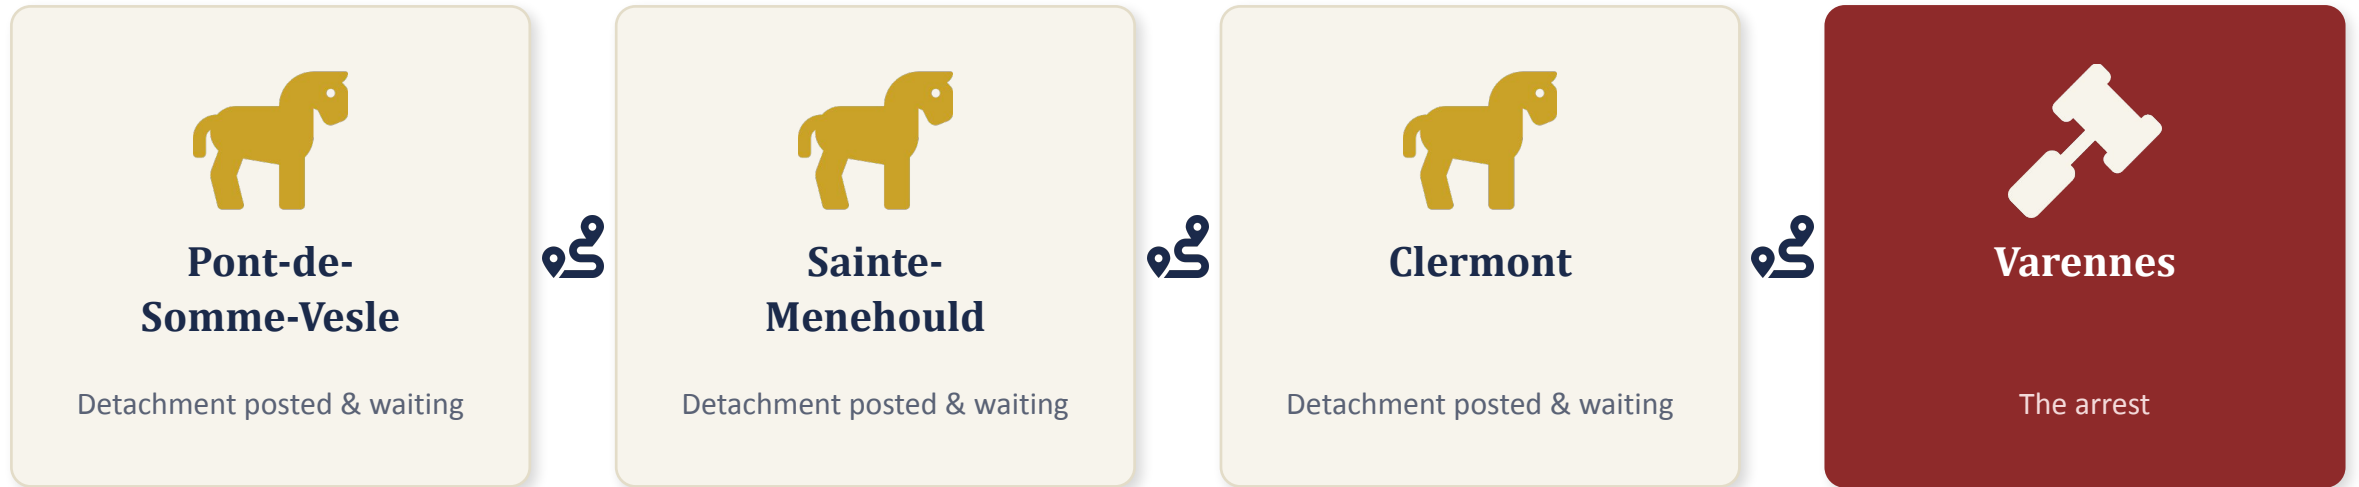 Pont-de-
Somme-Vesle
Detachment posted & waiting
Sainte-
Menehould
Detachment posted & waiting
Clermont
Detachment posted & waiting
Varennes
The arrest